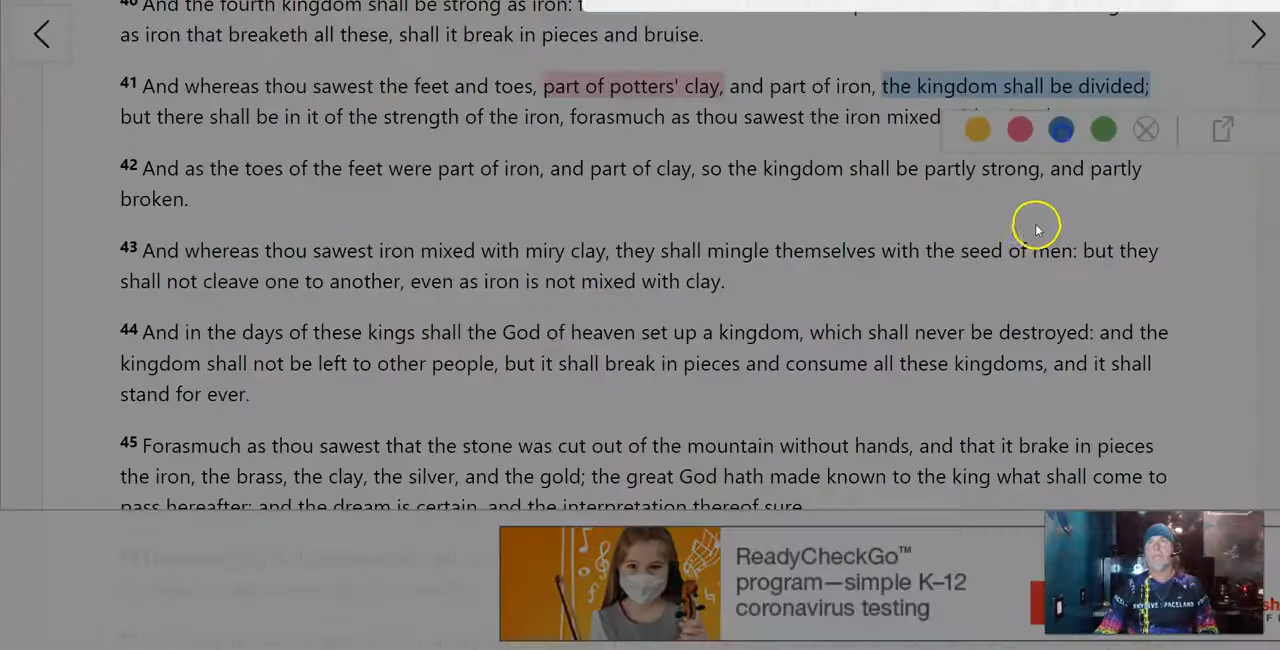 40 And the fourth kingdom shall be strong as iron:
as iron that breaketh all these, shall it break in pieces and bruise.
41 And whereas thou sawest the feet and toes, part of potters' clay, and part of iron, the kingdom shall be divided;
but there shall be in it of the strength of the iron, forasmuch as thou sawest the iron mixed
42 And as the toes of the feet were part of iron, and part of clay, so the kingdom shall be partly strong, and partly
broken.
43 And whereas thou sawest iron mixed with miry clay, they shall mingle themselves with the seed of men: but they
shall not cleave one to another, even as iron is not mixed with clay.
44 And in the days of these kings shall the God of heaven set up a kingdom, which shall never be destroyed: and the
kingdom shall not be left to other people, but it shall break in pieces and consume all these kingdoms, and it shall
stand for ever.
45 Forasmuch as thou sawest that the stone was cut out of the mountain without hands, and that it brake in pieces
the iron, the brass, the clay, the silver, and the gold; the great God hath made known to the king what shall come to
pass hereafter: and the dream is certain, and the interpretation thereof sure.
ReadyCheckGo™
program—simple K–12
coronavirus testing